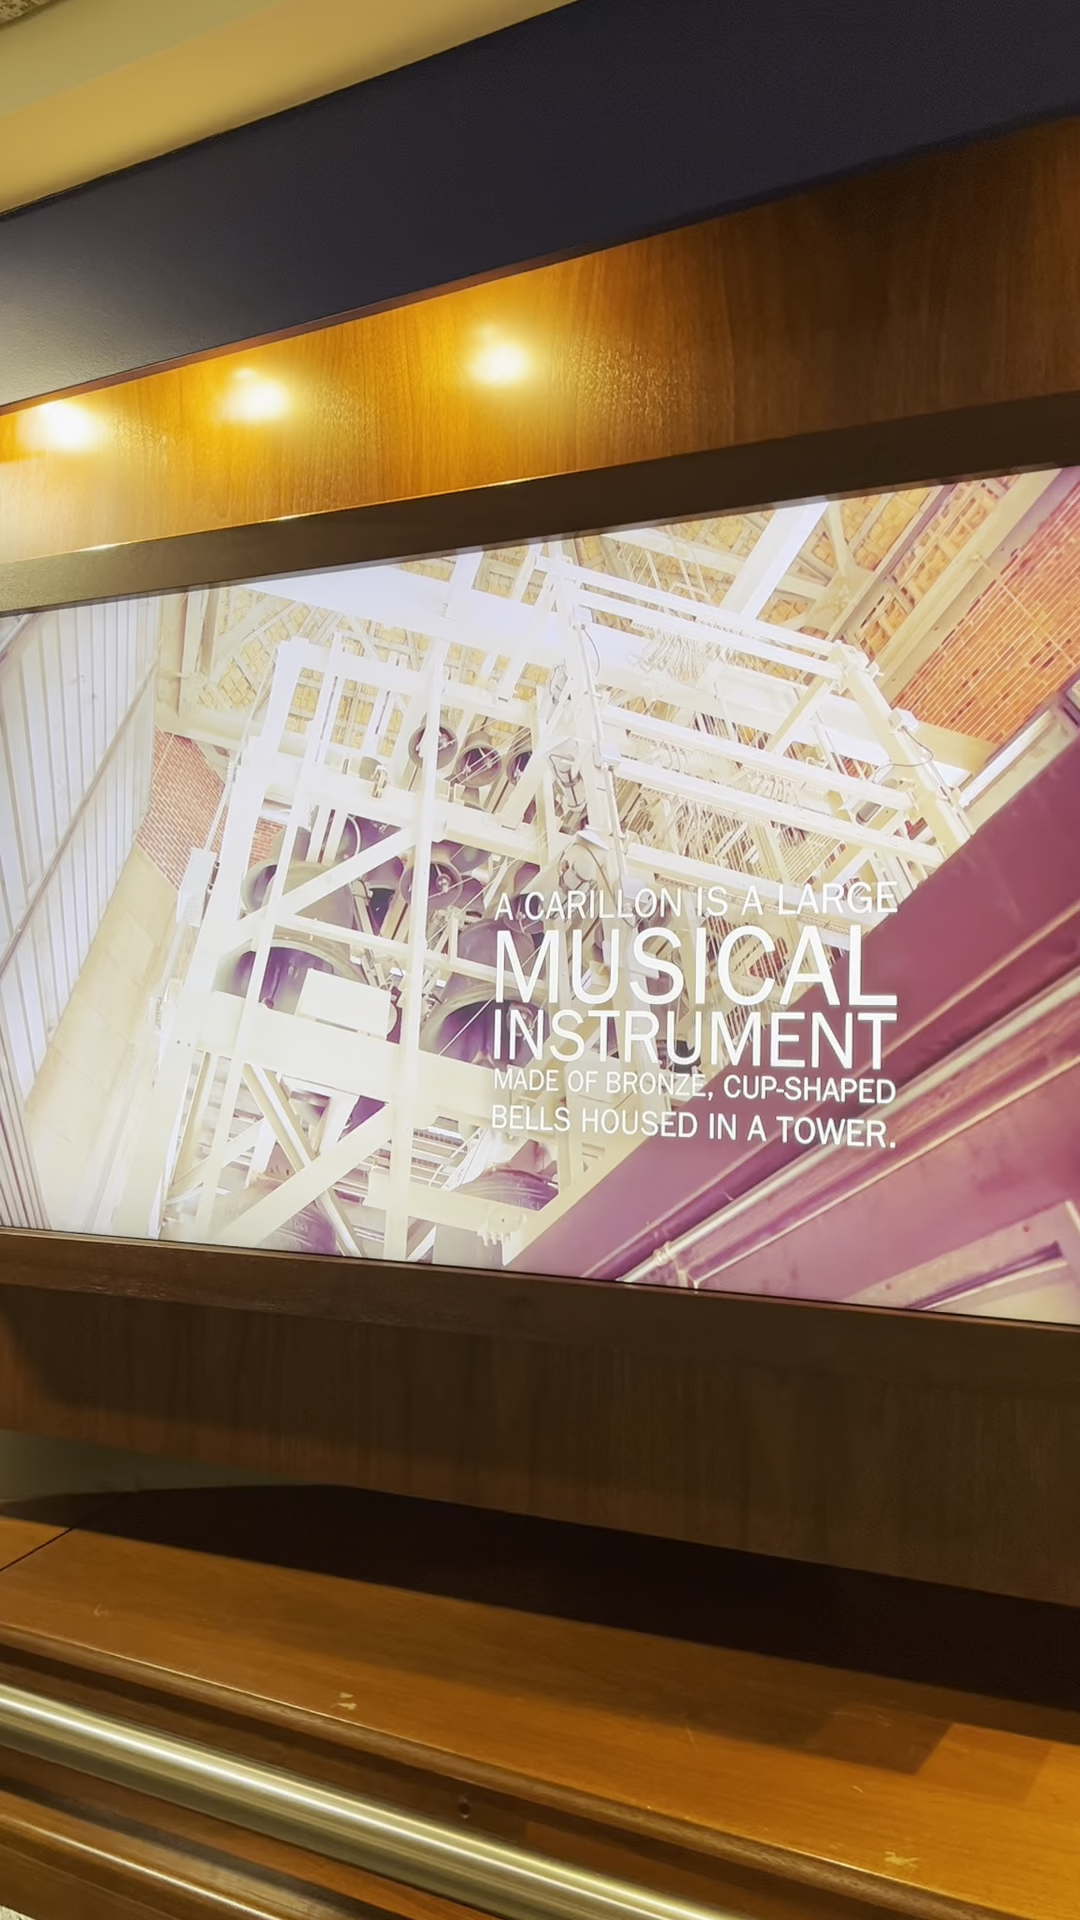 A CARILLON IS A LARGE
MUSICAL
INSTRUMENT
MADE OF BRONZE, CUP-SHAPED
BELLS HOUSED IN A TOWER.